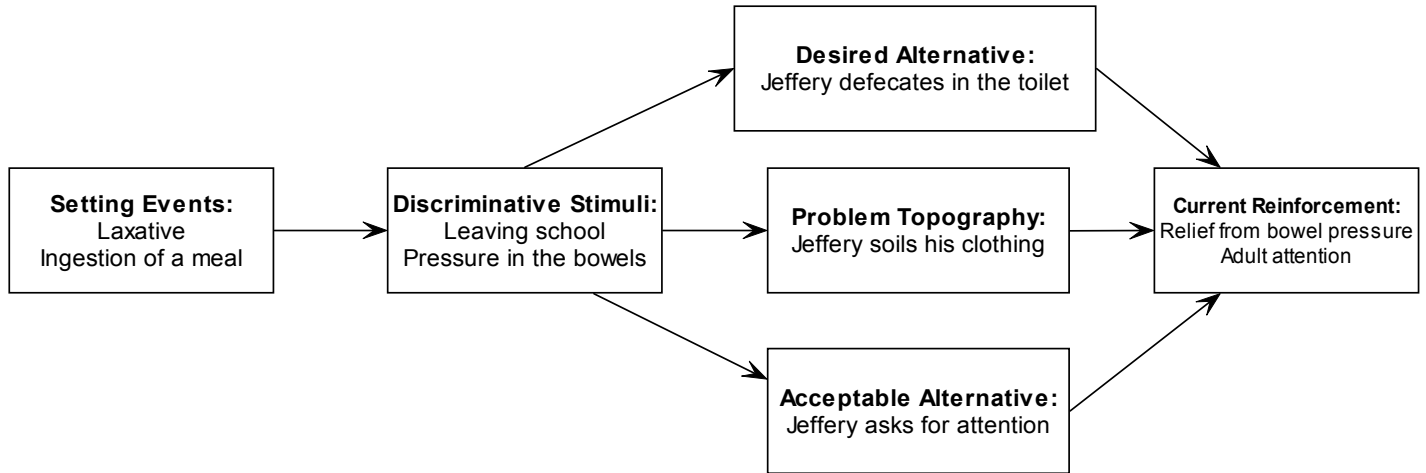 Desired Alternative:
Jeffery defecates in the toilet
Setting Events:
Laxative
Ingestion of a meal
Discriminative Stimuli:
Leaving school
Pressure in the bowels
Problem Topography:
Jeffery soils his clothing
Current Reinforcement:
Relief from bowel pressure
Adult attention
Acceptable Alternative:
Jeffery asks for attention